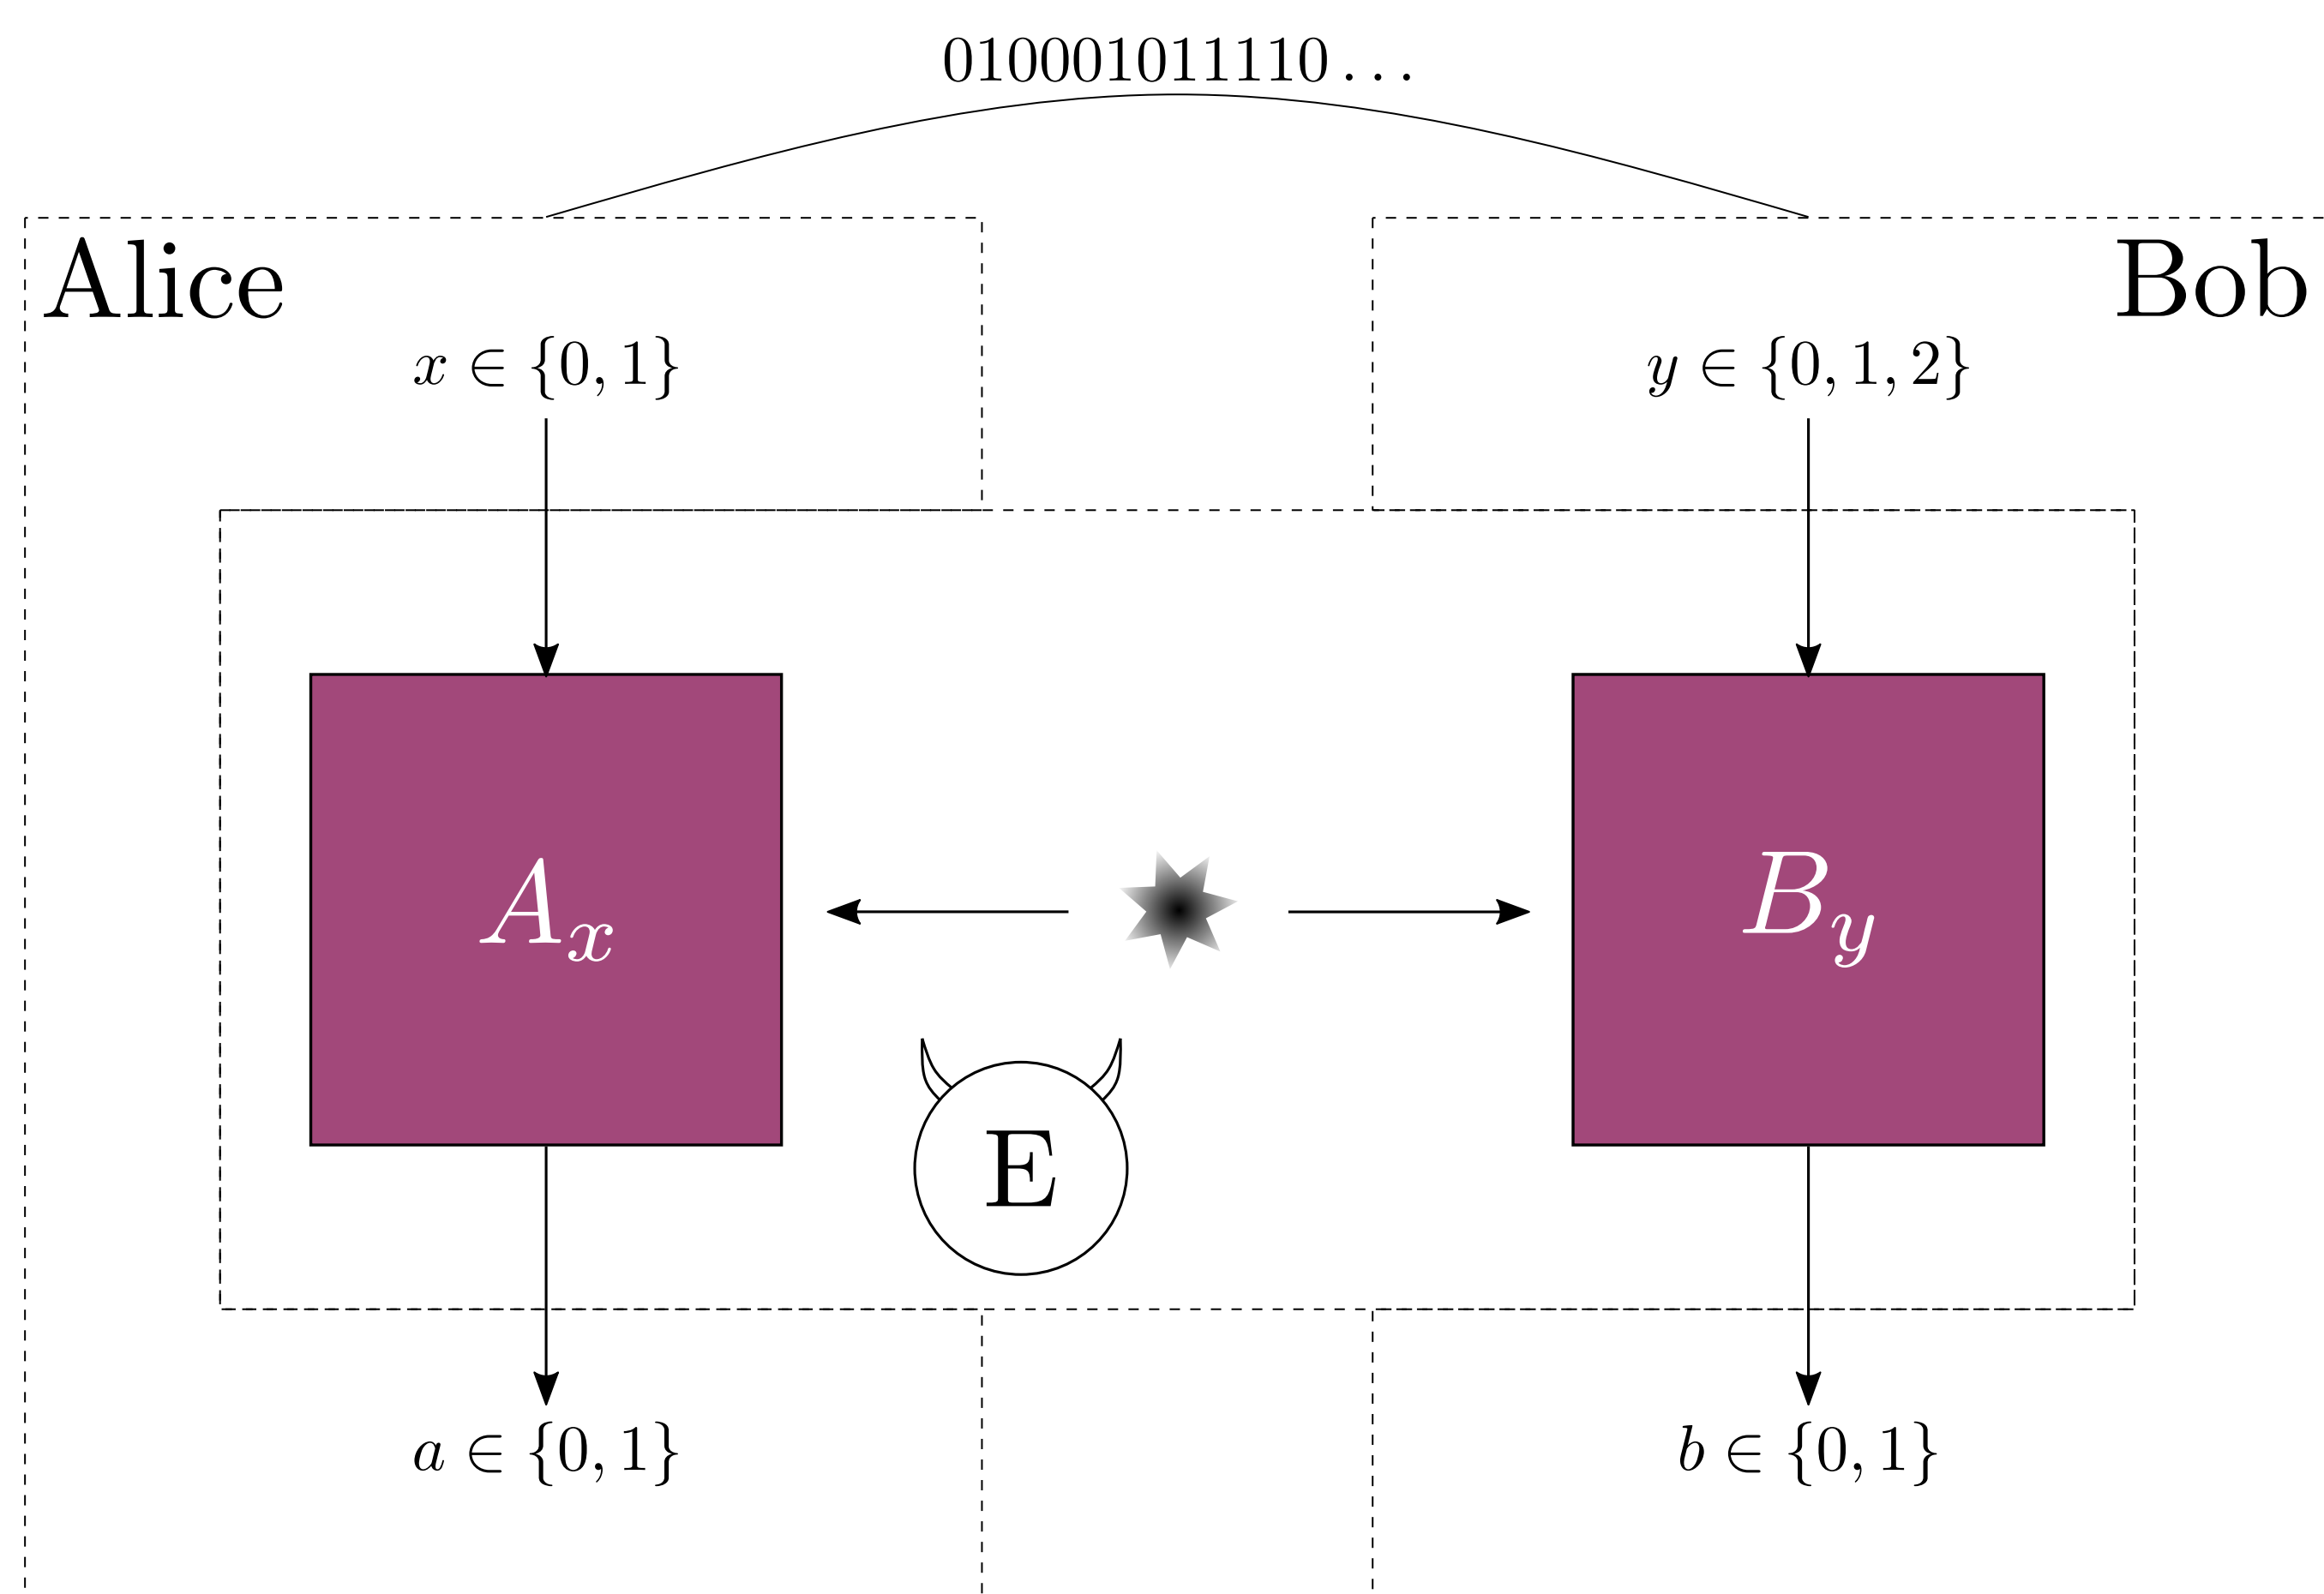 010001011110...
Alice
Bob
x ∈ {0, 1}
y ∈ {0, 1, 2}
A_x
B_y
E
a ∈ {0, 1}
b ∈ {0, 1}